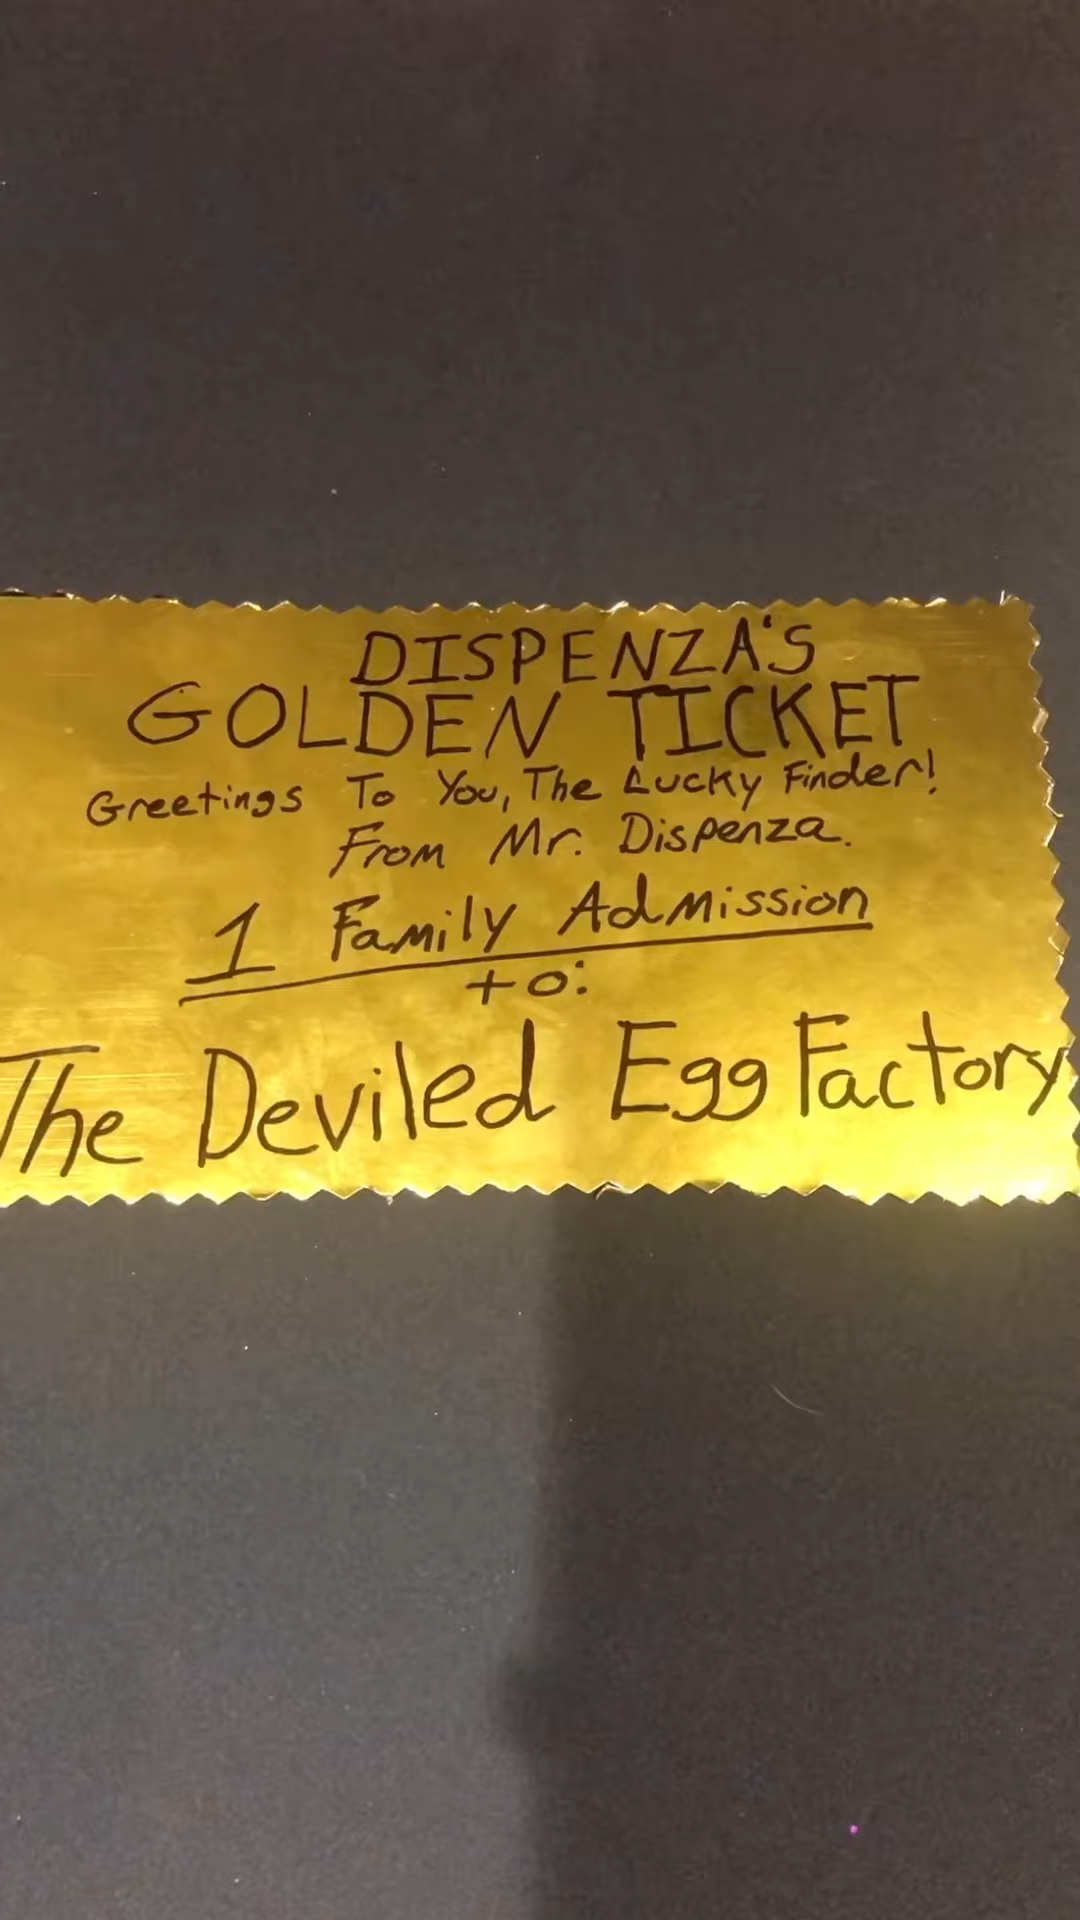 DISPENZA'S
GOLDEN TICKET
Greetings To You, The Lucky Finder!
From Mr. Dispenza.
1 Family Admission
to:
The Deviled Egg Factory